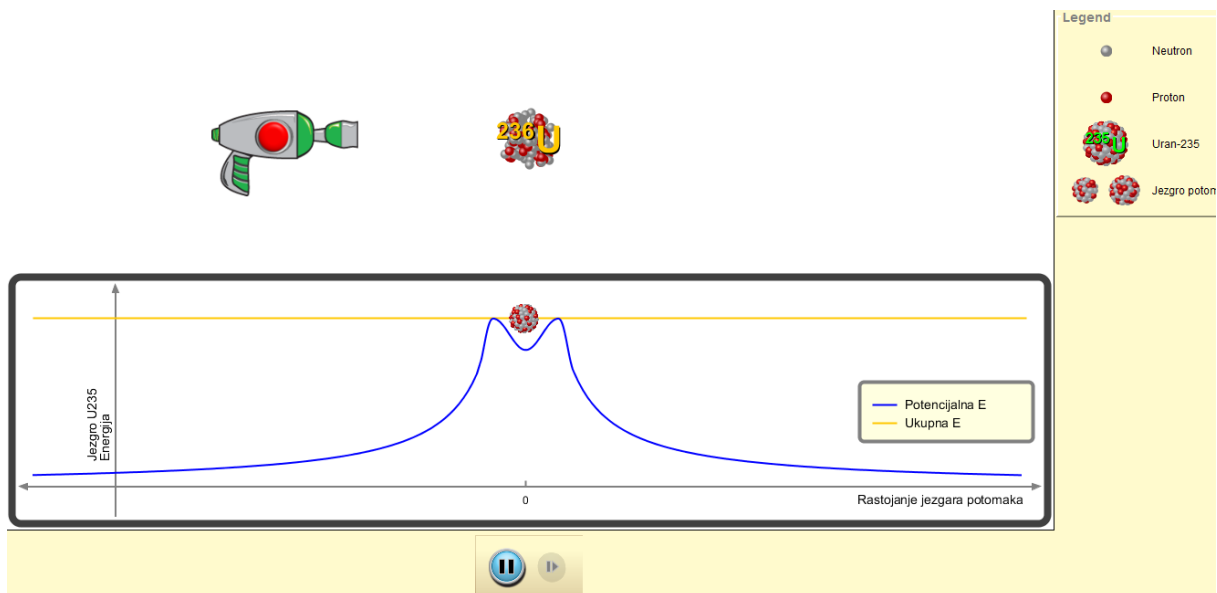 Legend
Neutron
Proton
235U
Uran-235
Jezgro potom
236U
Jezgro U235
Energija
Potencijalna E
Ukupna E
0
Rastojanje jezgara potomaka